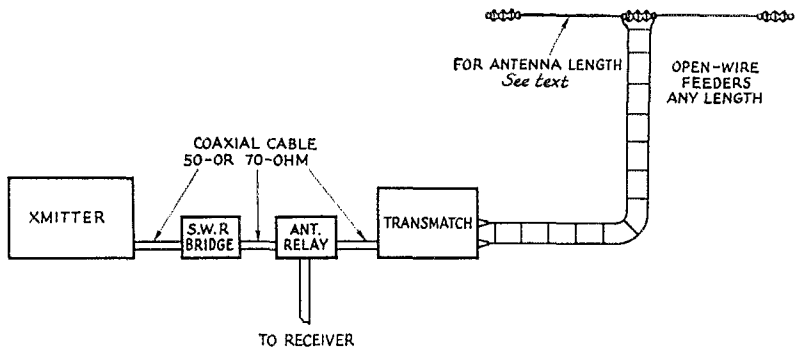 FOR ANTENNA LENGTH
See text
OPEN-WIRE
FEEDERS
ANY LENGTH
COAXIAL CABLE
50-OR 70-OHM
XMITTER
S.W.R
BRIDGE
ANT.
RELAY
TRANSMATCH
TO RECEIVER